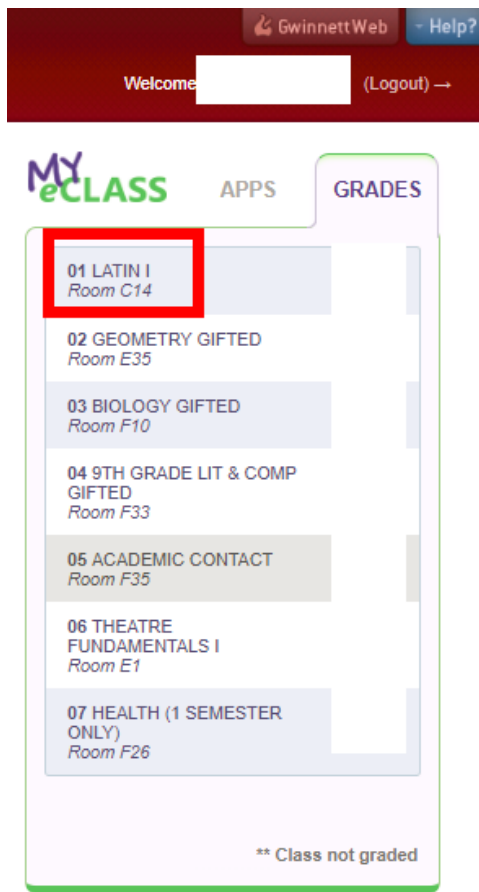 GwinnettWeb Help?
Welcome (Logout) →
MY eCLASS APPS GRADES
01 LATIN I
Room C14
02 GEOMETRY GIFTED
Room E35
03 BIOLOGY GIFTED
Room F10
04 9TH GRADE LIT & COMP
GIFTED
Room F33
05 ACADEMIC CONTACT
Room F35
06 THEATRE
FUNDAMENTALS I
Room E1
07 HEALTH (1 SEMESTER
ONLY)
Room F26
** Class not graded